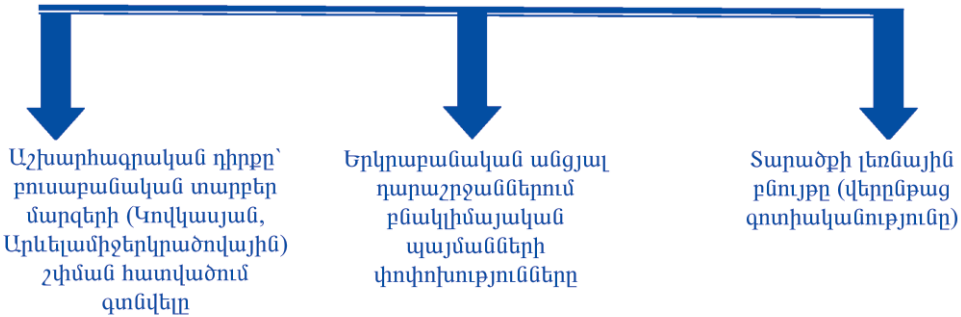 Աշխարհագրական դիրքը՝
բուսաբանական տարբեր
մարզերի (Կովկասյան,
Արևելամիջերկրածովային)
շփման հատվածում
գտնվելը
Երկրաբանական անցյալ
դարաշրջաններում
բնակլիմայական
պայմանների
փոփոխությունները
Տարածքի լեռնային
բնույթը (վերընթաց
գոտիականությունը)